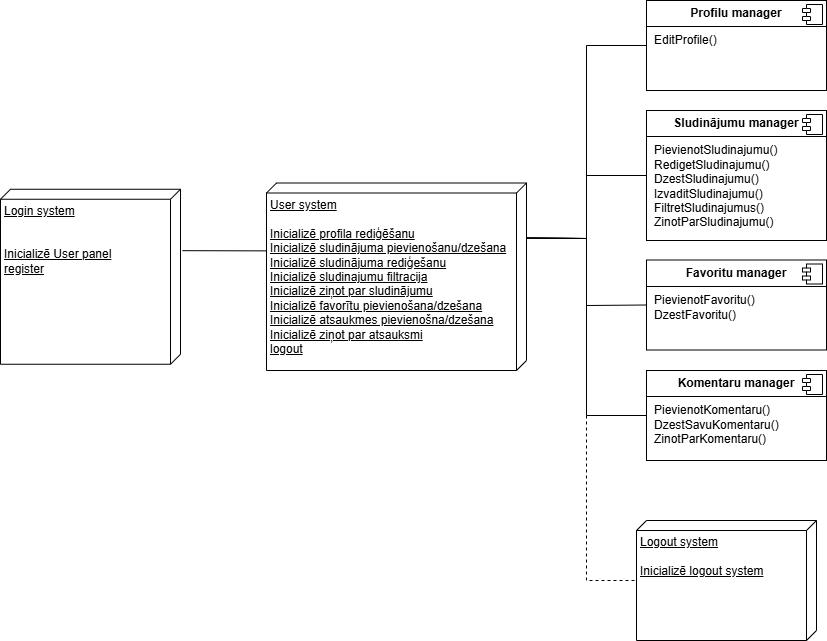 Login system
Inicializē User panel
register
User system
Inicializē profila rediģēšanu
Inicializē sludinājuma pievienošanu/dzešana
Inicializē sludinājuma rediģešanu
Inicializē sludinajumu filtracija
Inicializē ziņot par sludinājumu
Inicializē favorītu pievienošana/dzešana
Inicializē atsaukmes pievienošna/dzešana
Inicializē ziņot par atsauksmi
logout
Profilu manager
EditProfile()
Sludinājumu manager
PievienotSludinajumu()
RedigetSludinajumu()
DzestSludinajumu()
IzvaditSludinajumu()
FiltretSludinajumus()
ZinotParSludinajumu()
Favoritu manager
PievienotFavoritu()
DzestFavoritu()
Komentaru manager
PievienotKomentaru()
DzestSavuKomentaru()
ZinotParKomentaru()
Logout system
Inicializē logout system